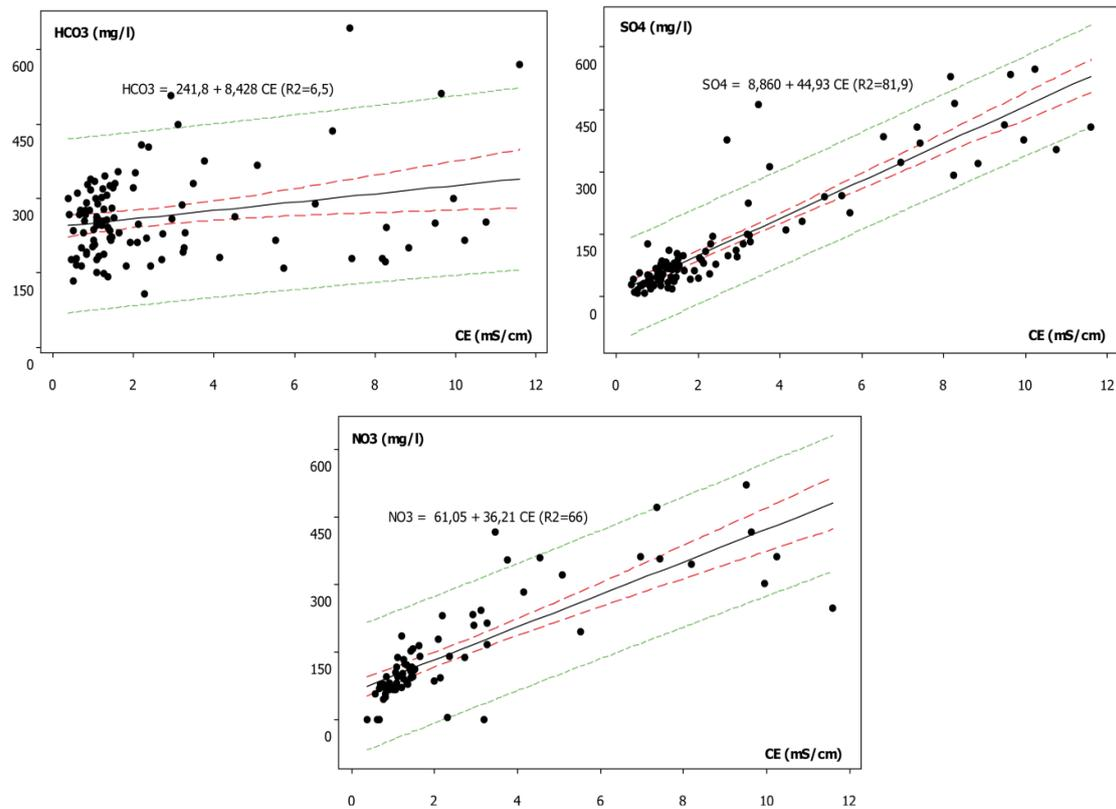 HCO3 (mg/l)
600
HCO3 = 241,8 + 8,428 CE (R2=6,5)
450
300
150
CE (mS/cm)
0
0 2 4 6 8 10 12
SO4 (mg/l)
600
SO4 = 8,860 + 44,93 CE (R2=81,9)
450
300
150
0
CE (mS/cm)
0 2 4 6 8 10 12
NO3 (mg/l)
600
450
NO3 = 61,05 + 36,21 CE (R2=66)
300
150
0
CE (mS/cm)
0 2 4 6 8 10 12